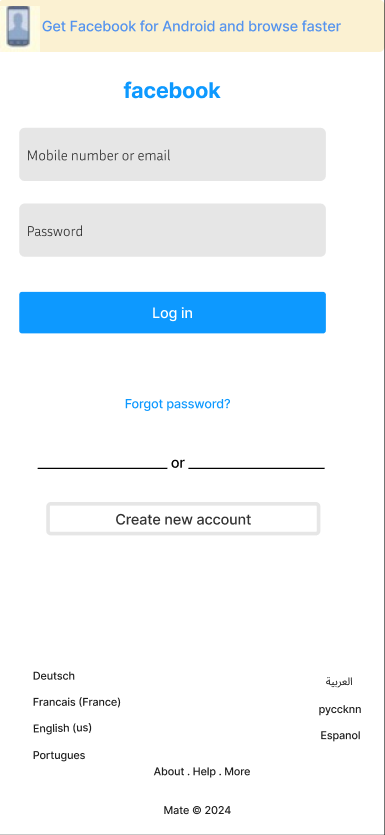 Get Facebook for Android and browse faster
facebook
Mobile number or email
Password
Log in
Forgot password?
or
Create new account
Deutsch
العربية
Francais (France)
pyccknn
English (us)
Espanol
Portugues
About . Help . More
Mate © 2024